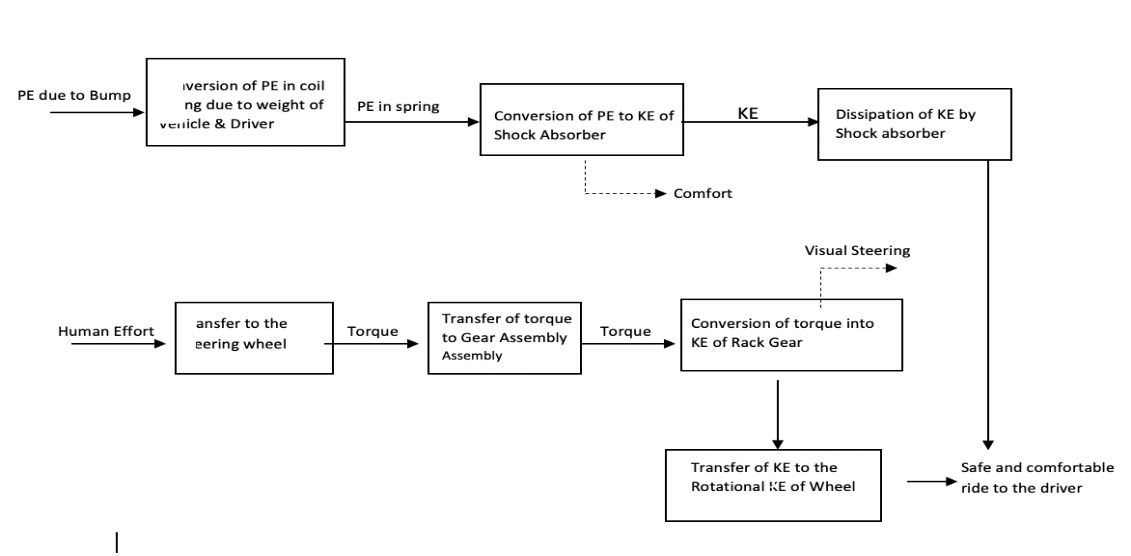 PE due to Bump
version of PE in coil
ng due to weight of
Vehicle & Driver
PE in spring
Conversion of PE to KE of
Shock Absorber
KE
Dissipation of KE by
Shock absorber
Comfort
Visual Steering
Human Effort
ansfer to the
eering wheel
Torque
Transfer of torque
to Gear Assembly
Assembly
Torque
Conversion of torque into
KE of Rack Gear
Transfer of KE to the
Rotational KE of Wheel
Safe and comfortable
ride to the driver